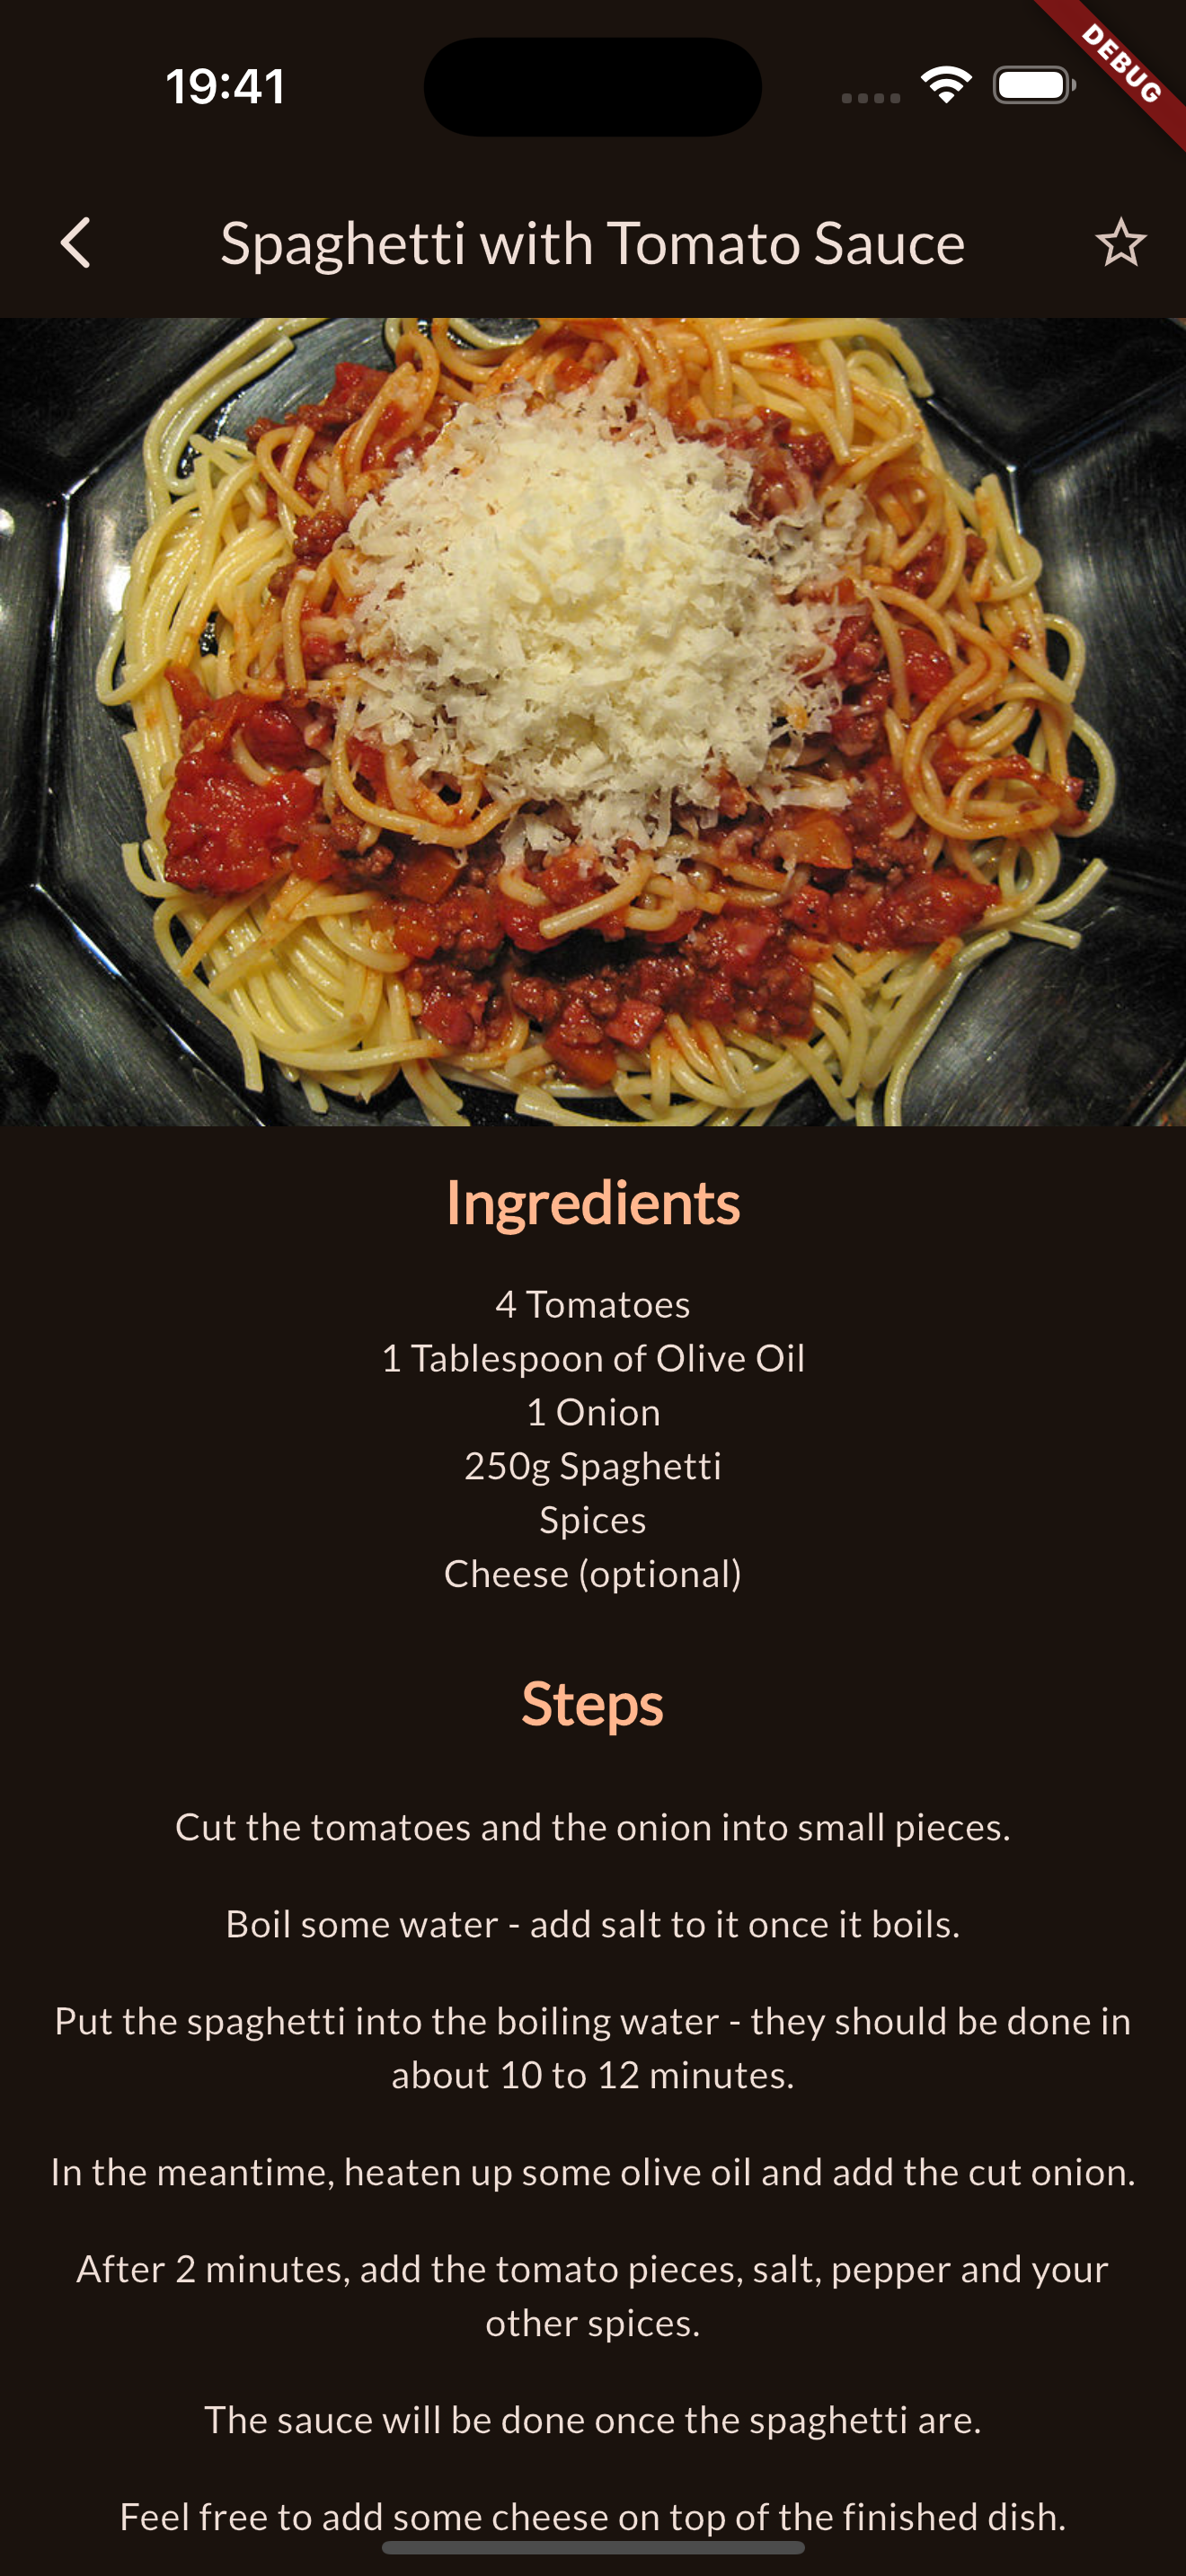 19:41
DEBUG
Spaghetti with Tomato Sauce
Ingredients
4 Tomatoes
1 Tablespoon of Olive Oil
1 Onion
250g Spaghetti
Spices
Cheese (optional)
Steps
Cut the tomatoes and the onion into small pieces.
Boil some water - add salt to it once it boils.
Put the spaghetti into the boiling water - they should be done in
about 10 to 12 minutes.
In the meantime, heaten up some olive oil and add the cut onion.
After 2 minutes, add the tomato pieces, salt, pepper and your
other spices.
The sauce will be done once the spaghetti are.
Feel free to add some cheese on top of the finished dish.